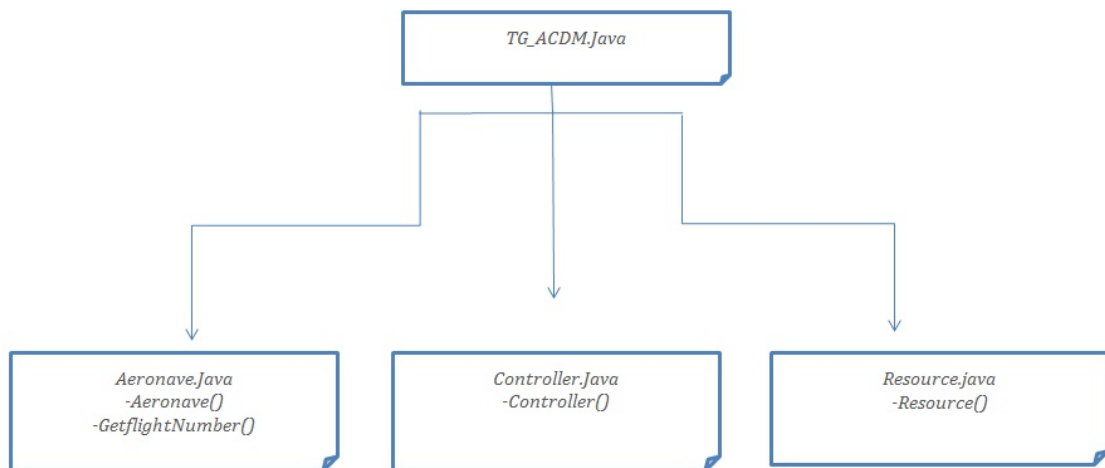 TG_ACDM.Java
Aeronave.Java
-Aeronave()
-GetflightNumber()
Controller.Java
-Controller()
Resource.java
-Resource()